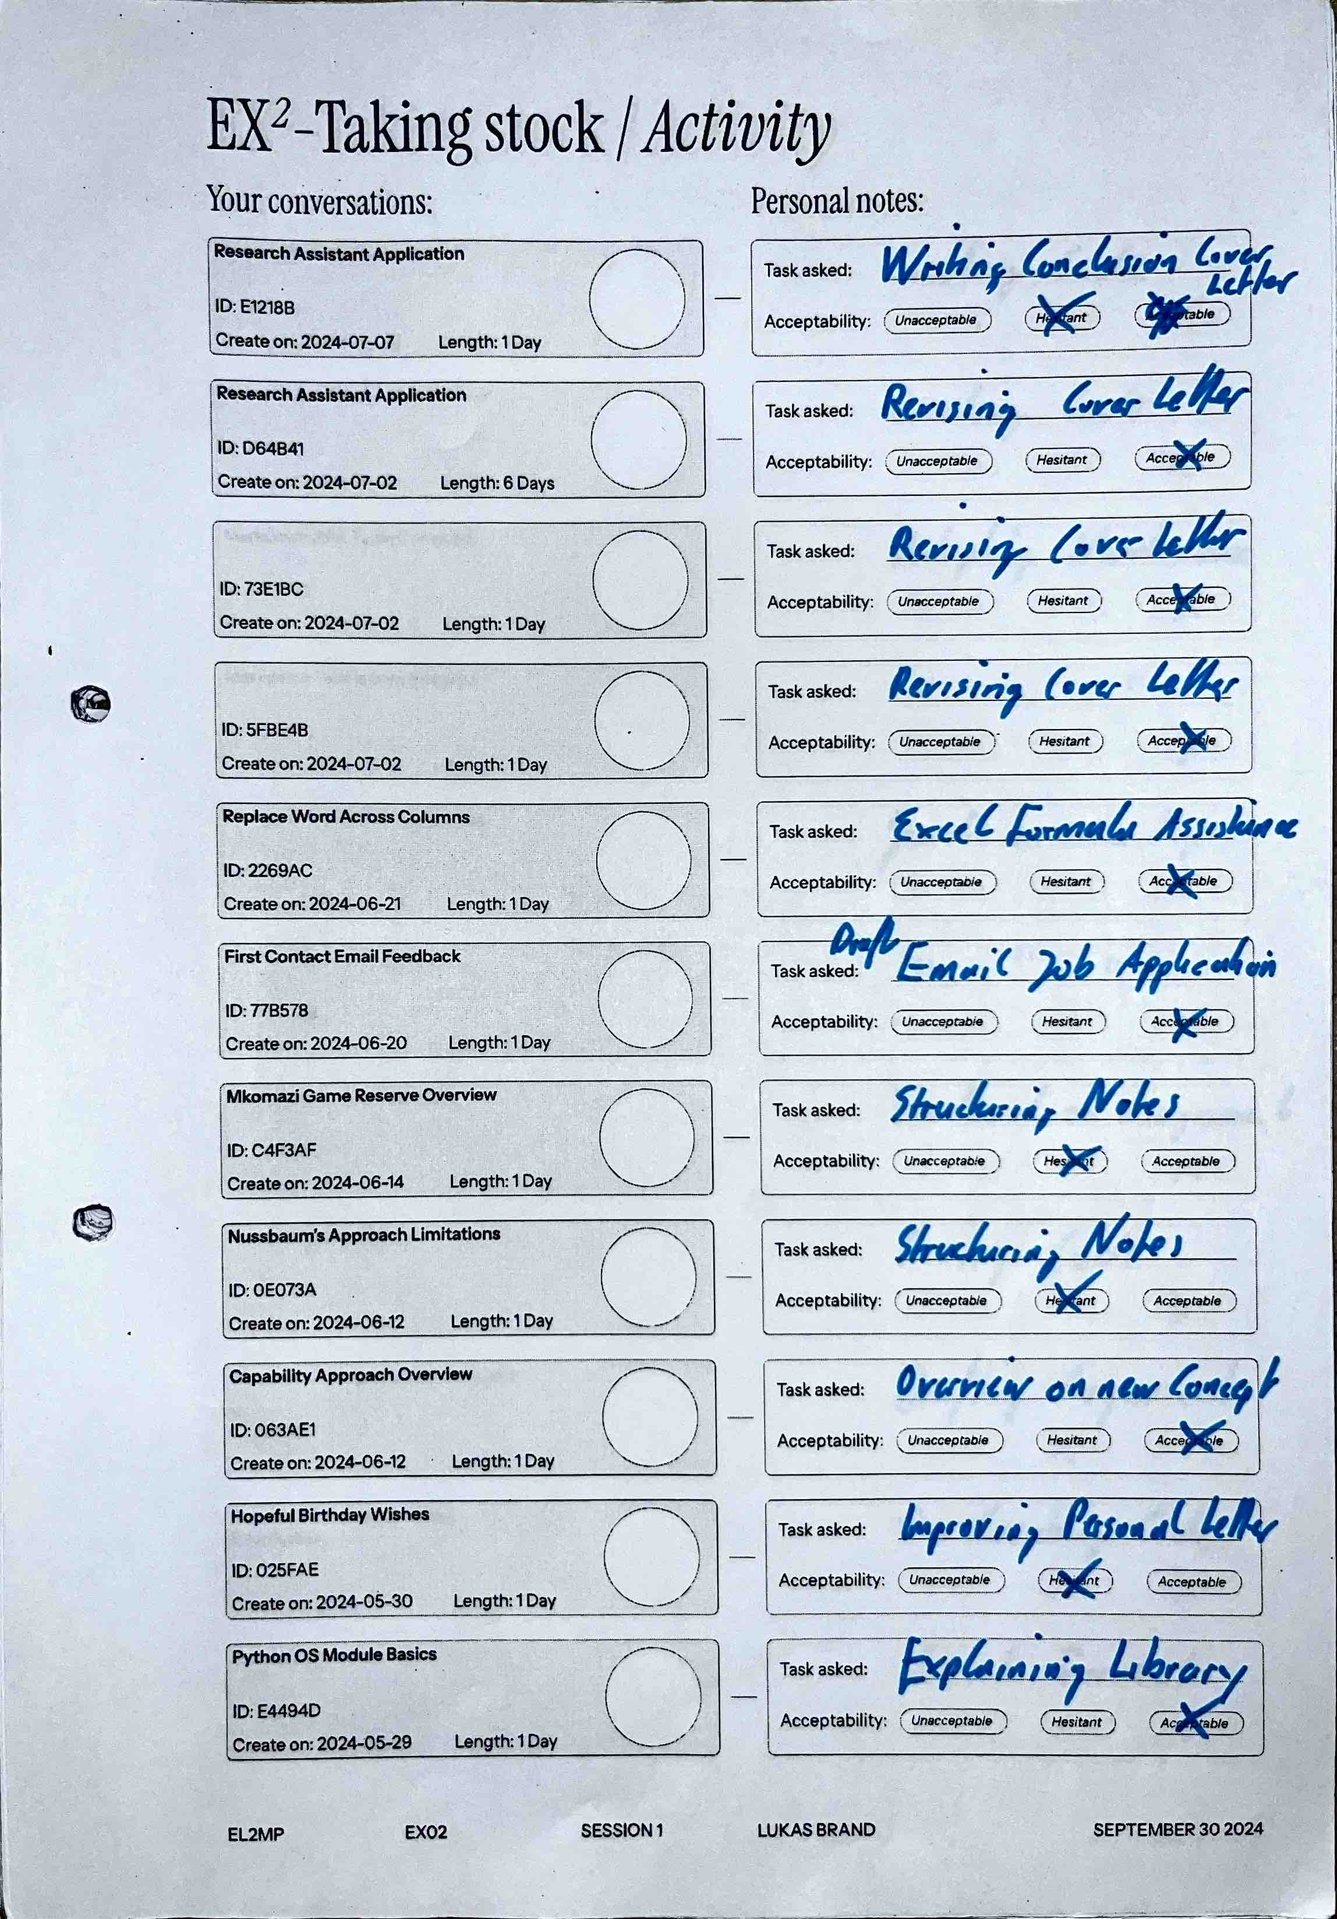 EX²-Taking stock / Activity
Your conversations:
Personal notes:
Research Assistant Application
ID: E1218B
Create on: 2024-07-07 Length: 1 Day
Task asked: Writing Conclusion Cover Letter
Acceptability: Unacceptable Hesitant Acceptable
Research Assistant Application
ID: D64B41
Create on: 2024-07-02 Length: 6 Days
Task asked: Revising Cover Letter
Acceptability: Unacceptable Hesitant Acceptable
ID: 73E1BC
Create on: 2024-07-02 Length: 1 Day
Task asked: Revising Cover Letter
Acceptability: Unacceptable Hesitant Acceptable
ID: 5FBE4B
Create on: 2024-07-02 Length: 1 Day
Task asked: Revising Cover Letter
Acceptability: Unacceptable Hesitant Acceptable
Replace Word Across Columns
ID: 2269AC
Create on: 2024-06-21 Length: 1 Day
Task asked: Excel Formula Assistance
Acceptability: Unacceptable Hesitant Acceptable
First Contact Email Feedback
ID: 77B578
Create on: 2024-06-20 Length: 1 Day
Task asked: Draft Email Job Application
Acceptability: Unacceptable Hesitant Acceptable
Mkomazi Game Reserve Overview
ID: C4F3AF
Create on: 2024-06-14 Length: 1 Day
Task asked: Structuring Notes
Acceptability: Unacceptable Hesitant Acceptable
Nussbaum's Approach Limitations
ID: 0E073A
Create on: 2024-06-12 Length: 1 Day
Task asked: Structuring Notes
Acceptability: Unacceptable Hesitant Acceptable
Capability Approach Overview
ID: 063AE1
Create on: 2024-06-12 Length: 1 Day
Task asked: Overview on new Concept
Acceptability: Unacceptable Hesitant Acceptable
Hopeful Birthday Wishes
ID: 025FAE
Create on: 2024-05-30 Length: 1 Day
Task asked: Improving Personal Letter
Acceptability: Unacceptable Hesitant Acceptable
Python OS Module Basics
ID: E4494D
Create on: 2024-05-29 Length: 1 Day
Task asked: Explaining Library
Acceptability: Unacceptable Hesitant Acceptable
EL2MP EX02 SESSION 1 LUKAS BRAND SEPTEMBER 30 2024